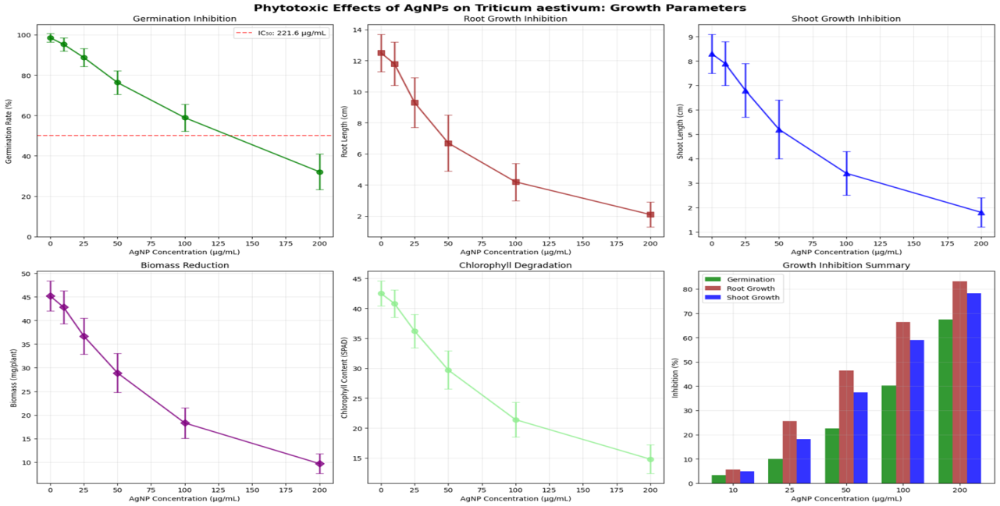 Phytotoxic Effects of AgNPs on Triticum aestivum: Growth Parameters
Germination Inhibition
IC₅₀: 221.6 μg/mL
Germination Rate (%)
100
80
60
40
20
0
0 25 50 75 100 125 150 175 200
AgNP Concentration (μg/mL)
Root Growth Inhibition
Root Length (cm)
14
12
10
8
6
4
2
0 25 50 75 100 125 150 175 200
AgNP Concentration (μg/mL)
Shoot Growth Inhibition
Shoot Length (cm)
9
8
7
6
5
4
3
2
1
0 25 50 75 100 125 150 175 200
AgNP Concentration (μg/mL)
Biomass Reduction
Biomass (mg/plant)
50
45
40
35
30
25
20
15
10
0 25 50 75 100 125 150 175 200
AgNP Concentration (μg/mL)
Chlorophyll Degradation
Chlorophyll Content (SPAD)
45
40
35
30
25
20
15
0 25 50 75 100 125 150 175 200
AgNP Concentration (μg/mL)
Growth Inhibition Summary
Germination
Root Growth
Shoot Growth
Inhibition (%)
80
70
60
50
40
30
20
10
0
10 25 50 100 200
AgNP Concentration (μg/mL)